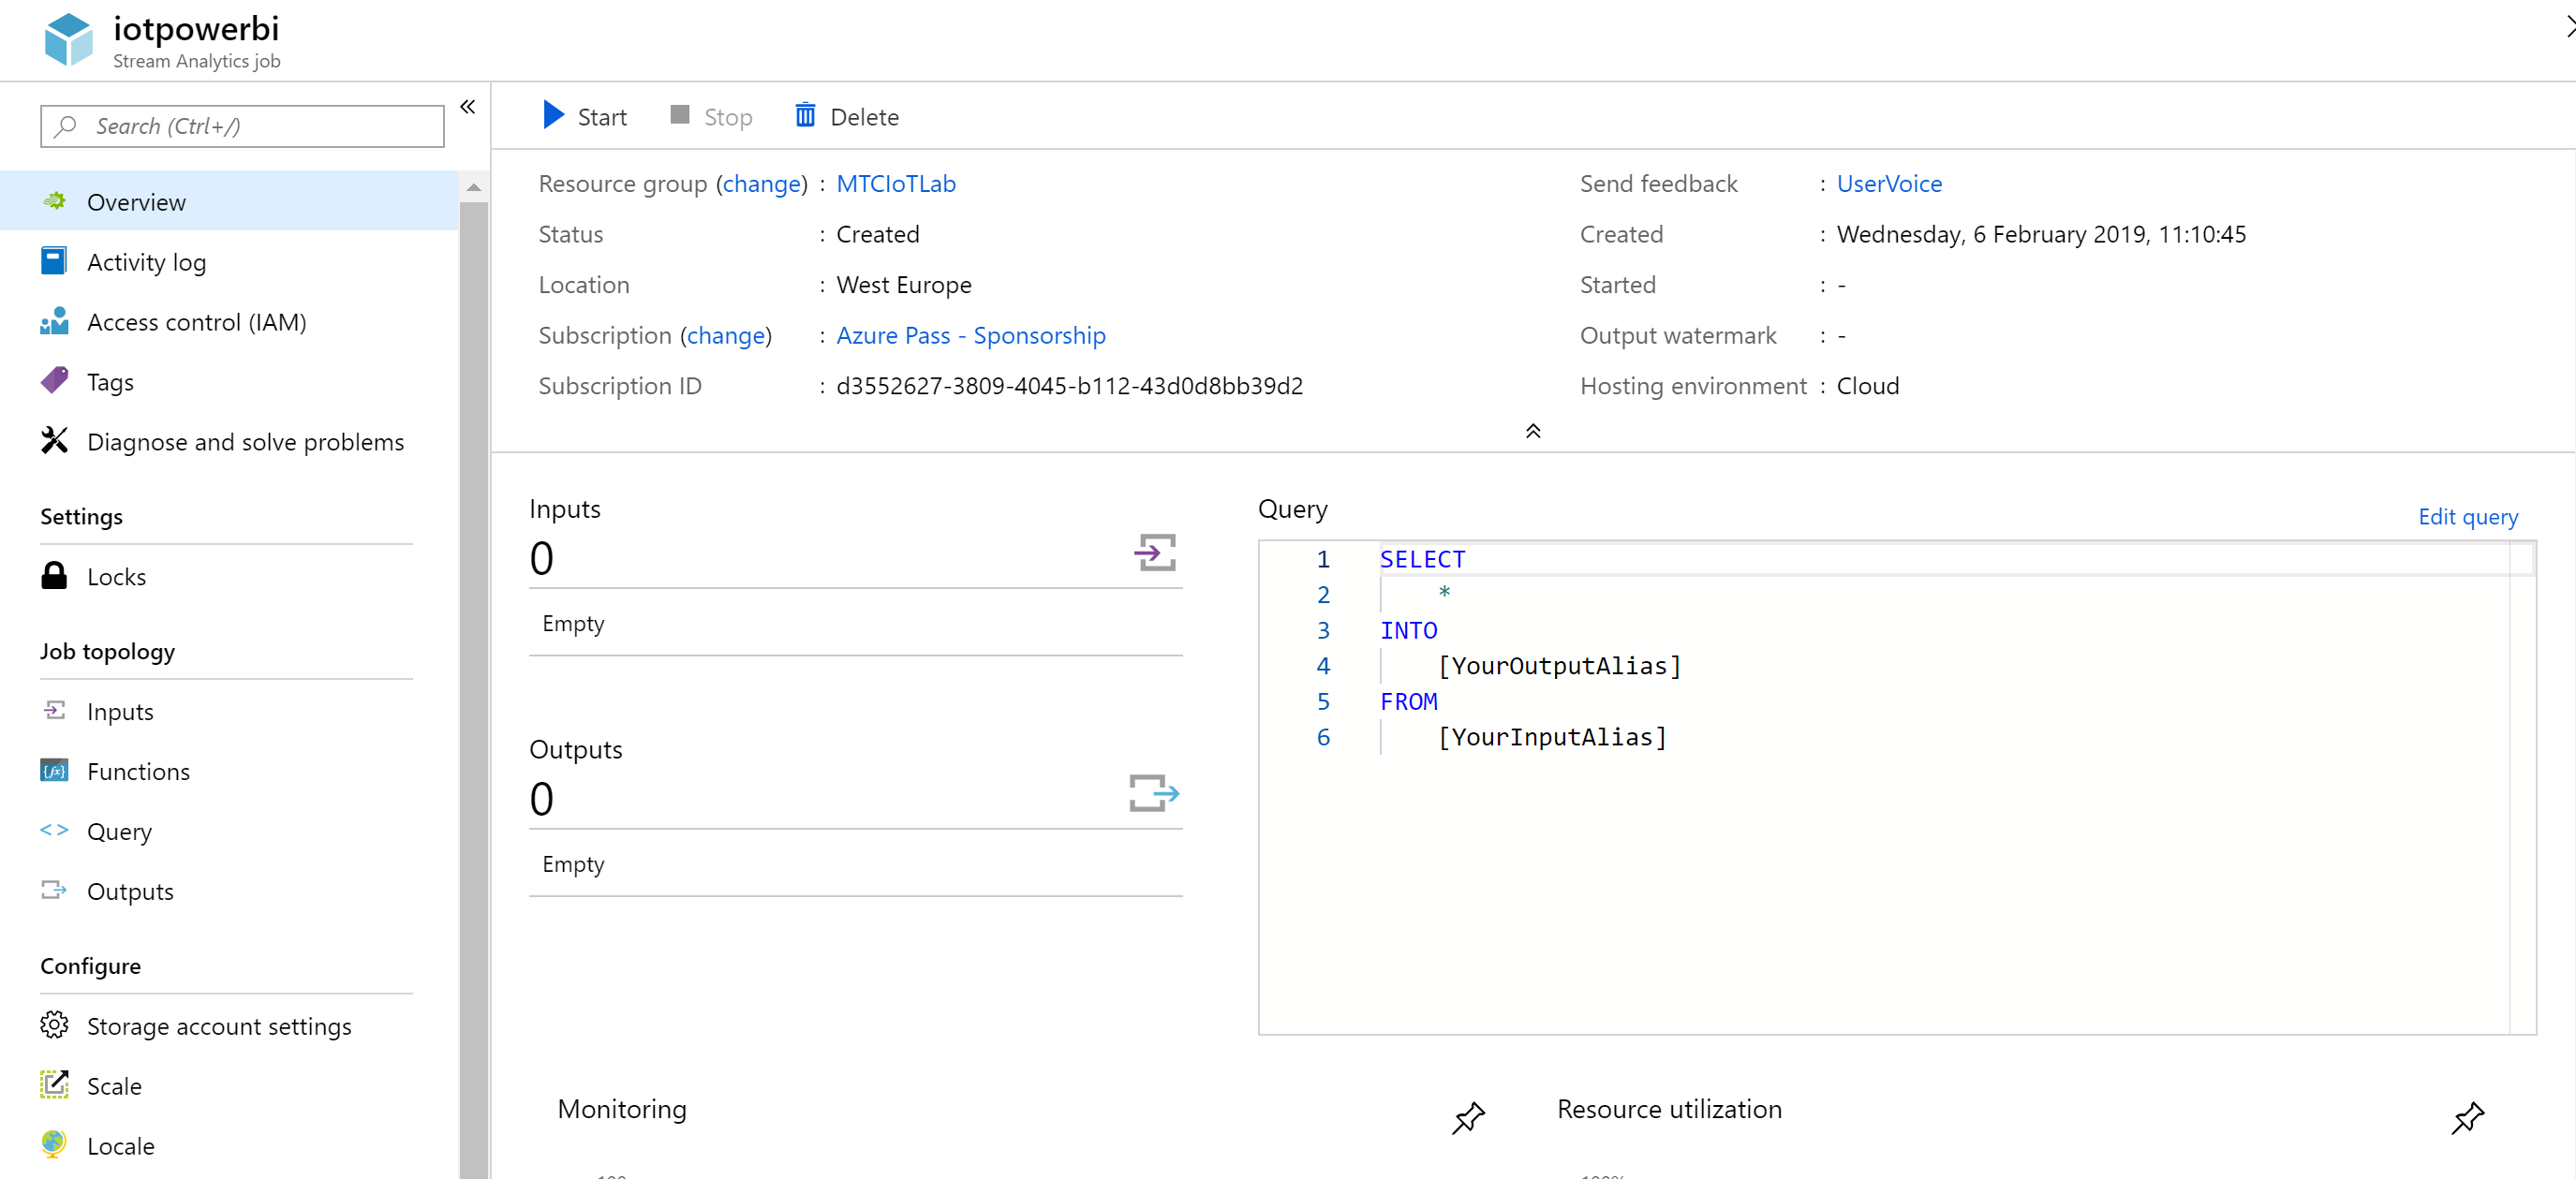 iotpowerbi
Stream Analytics job
Search (Ctrl+/)
Overview
Activity log
Access control (IAM)
Tags
Diagnose and solve problems
Settings
Locks
Job topology
Inputs
Functions
Query
Outputs
Configure
Storage account settings
Scale
Locale
Start
Stop
Delete
Resource group (change) : MTCIoTLab
Status : Created
Location : West Europe
Subscription (change) : Azure Pass - Sponsorship
Subscription ID : d3552627-3809-4045-b112-43d0d8bb39d2
Send feedback : UserVoice
Created : Wednesday, 6 February 2019, 11:10:45
Started : -
Output watermark : -
Hosting environment : Cloud
Inputs
0
Empty
Outputs
0
Empty
Query
Edit query
1 SELECT
2 *
3 INTO
4 [YourOutputAlias]
5 FROM
6 [YourInputAlias]
Monitoring
Resource utilization